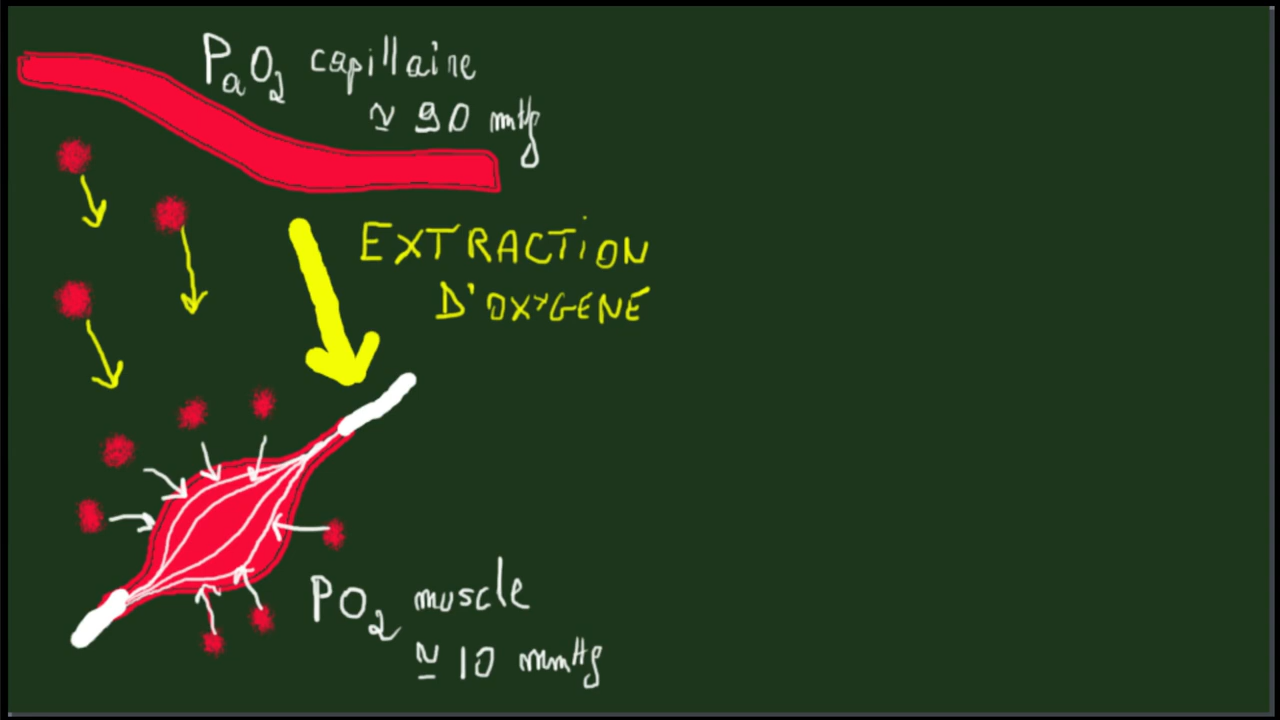 PaO₂ capillaire
≃ 90 mmHg
EXTRACTiON
D'OXYGENE
PO₂ muscle
≃ 10 mmHg